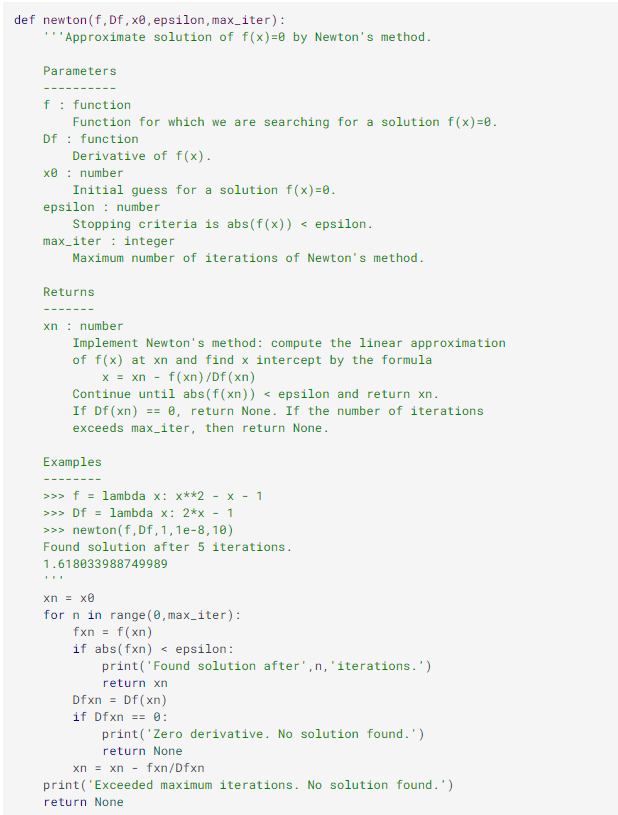 def newton(f,Df,x0,epsilon,max_iter):
    '''Approximate solution of f(x)=0 by Newton's method.

    Parameters
    ----------
    f : function
        Function for which we are searching for a solution f(x)=0.
    Df : function
        Derivative of f(x).
    x0 : number
        Initial guess for a solution f(x)=0.
    epsilon : number
        Stopping criteria is abs(f(x)) < epsilon.
    max_iter : integer
        Maximum number of iterations of Newton's method.

    Returns
    -------
    xn : number
        Implement Newton's method: compute the linear approximation
        of f(x) at xn and find x intercept by the formula
            x = xn - f(xn)/Df(xn)
        Continue until abs(f(xn)) < epsilon and return xn.
        If Df(xn) == 0, return None. If the number of iterations
        exceeds max_iter, then return None.

    Examples
    --------
    >>> f = lambda x: x**2 - x - 1
    >>> Df = lambda x: 2*x - 1
    >>> newton(f,Df,1,1e-8,10)
    Found solution after 5 iterations.
    1.618033988749989
    '''
    xn = x0
    for n in range(0,max_iter):
        fxn = f(xn)
        if abs(fxn) < epsilon:
            print('Found solution after',n,'iterations.')
            return xn
        Dfxn = Df(xn)
        if Dfxn == 0:
            print('Zero derivative. No solution found.')
            return None
        xn = xn - fxn/Dfxn
    print('Exceeded maximum iterations. No solution found.')
    return None